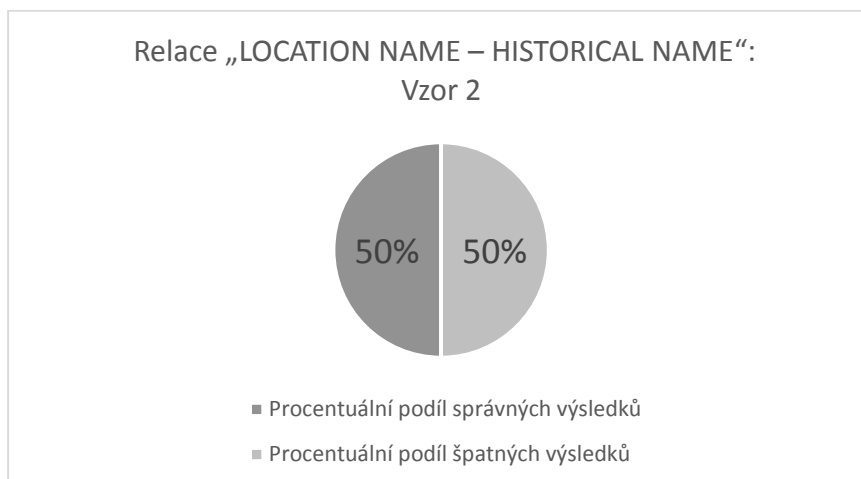 Relace „LOCATION NAME – HISTORICAL NAME“:
Vzor 2
50%
50%
Procentuální podíl správných výsledků
Procentuální podíl špatných výsledků